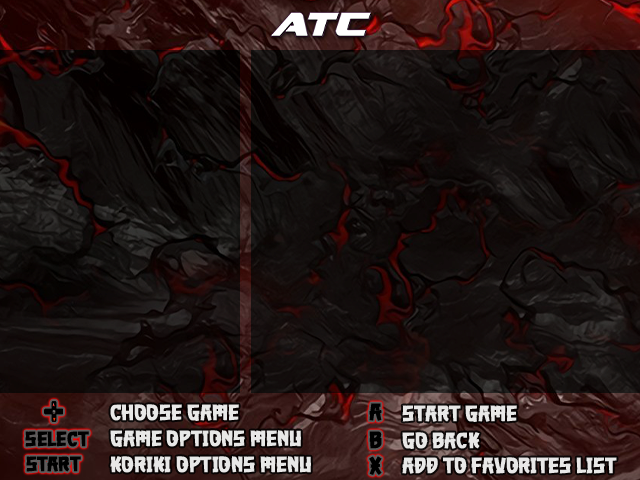 ATC
CHOOSE GAME
SELECT GAME OPTIONS MENU
START KORIKI OPTIONS MENU
A START GAME
B GO BACK
X ADD TO FAVORITES LIST